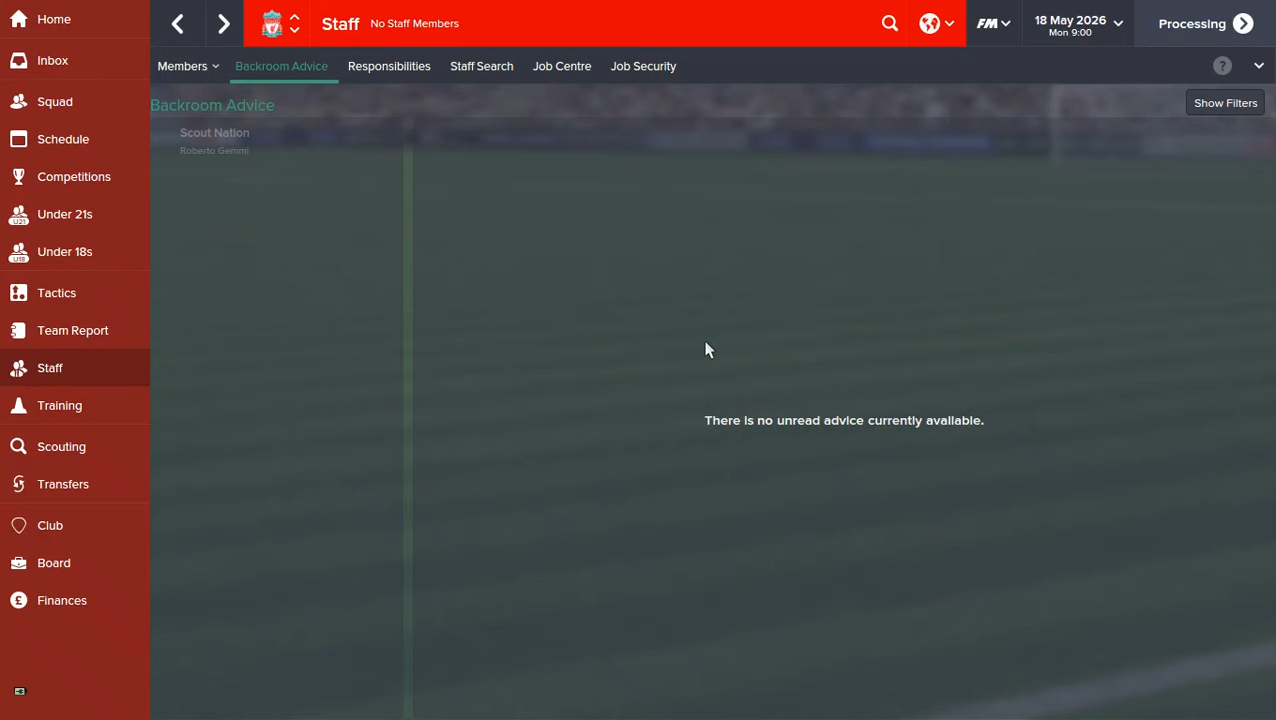 Home
Inbox
Squad
Schedule
Competitions
Under 21s
U21
Under 18s
U18
Tactics
Team Report
Staff
Training
Scouting
Transfers
Club
Board
£ Finances
Staff No Staff Members
FM
18 May 2026
Mon 9:00
Processing
Members
Backroom Advice
Responsibilities
Staff Search
Job Centre
Job Security
?
Backroom Advice
Show Filters
Scout Nation
Roberto Gemmi
There is no unread advice currently available.